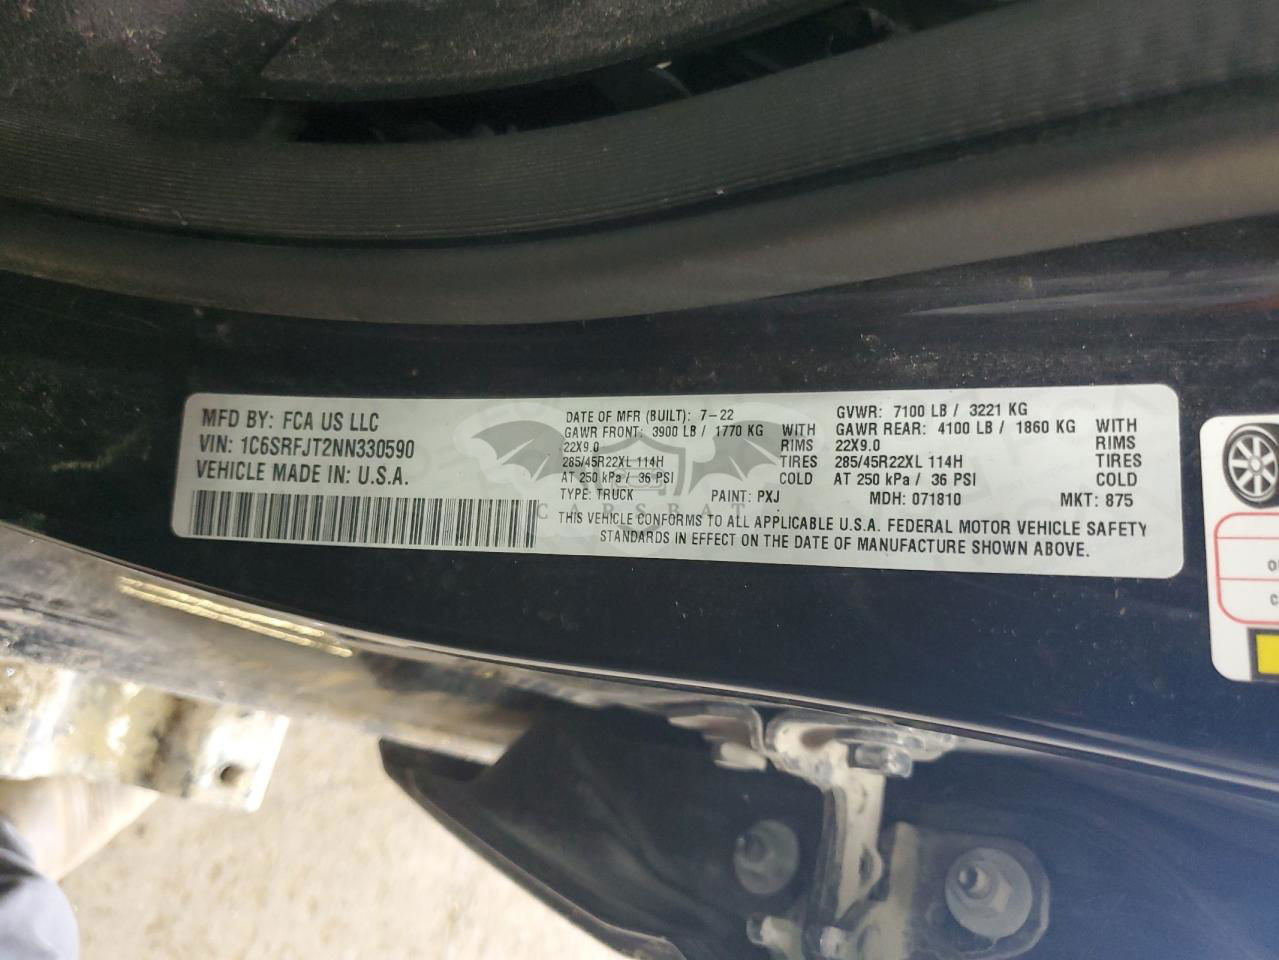 MFD BY: FCA US LLC
VIN: 1C6SRFJT2NN330590
VEHICLE MADE IN: U.S.A.
DATE OF MFR (BUILT): 7-22
GAWR FRONT: 3900 LB / 1770 KG WITH
22X9.0 RIMS
285/45R22XL 114H TIRES
AT 250 kPa / 36 PSI COLD
TYPE: TRUCK PAINT: PXJ
GVWR: 7100 LB / 3221 KG
GAWR REAR: 4100 LB / 1860 KG WITH
22X9.0 RIMS
285/45R22XL 114H TIRES
AT 250 kPa / 36 PSI COLD
MDH: 071810 MKT: 875
THIS VEHICLE CONFORMS TO ALL APPLICABLE U.S.A. FEDERAL MOTOR VEHICLE SAFETY
STANDARDS IN EFFECT ON THE DATE OF MANUFACTURE SHOWN ABOVE.
CARSBAT